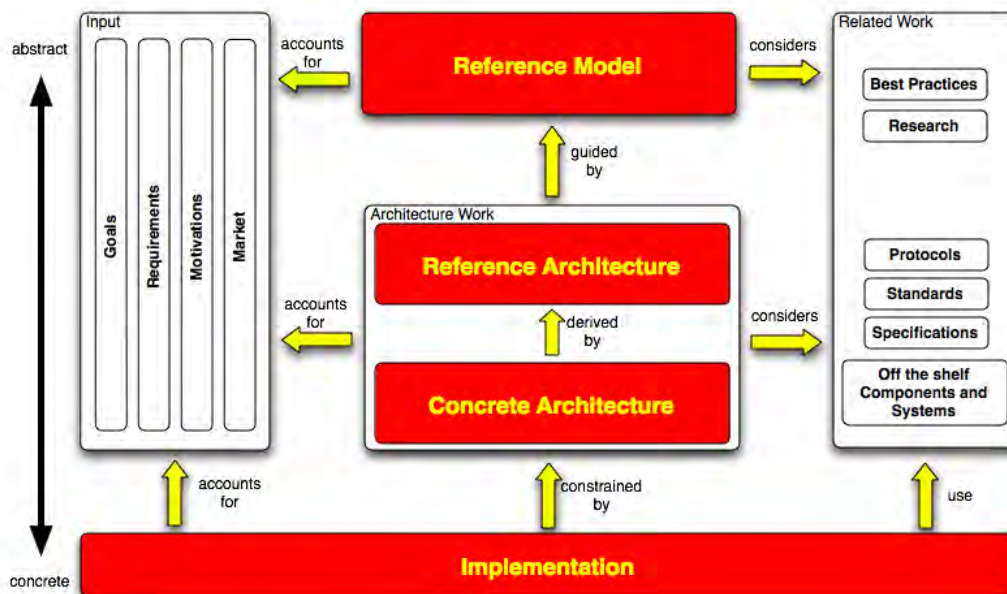 abstract
concrete
Input
Goals
Requirements
Motivations
Market
accounts
for
Reference Model
considers
Related Work
Best Practices
Research
Protocols
Standards
Specifications
Off the shelf
Components and
Systems
guided
by
Architecture Work
Reference Architecture
derived
by
Concrete Architecture
accounts
for
considers
accounts
for
constrained
by
use
Implementation